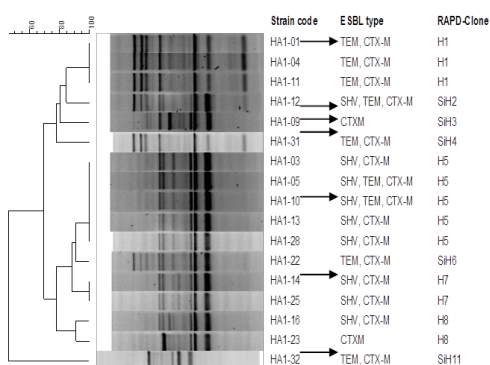 60
80
100
Strain code ESBL type RAPD-Clone
HA1-01 TEM, CTX-M H1
HA1-04 TEM, CTX-M H1
HA1-11 TEM, CTX-M H1
HA1-12 SHV, TEM, CTX-M SiH2
HA1-09 CTXM SiH3
HA1-31 TEM, CTX-M SiH4
HA1-03 SHV, CTX-M H5
HA1-05 SHV, TEM, CTX-M H5
HA1-10 SHV, TEM, CTX-M H5
HA1-13 SHV, CTX-M H5
HA1-28 SHV, CTX-M H5
HA1-22 TEM, CTX-M SiH6
HA1-14 SHV, CTX-M H7
HA1-25 SHV, CTX-M H7
HA1-16 SHV, CTX-M H8
HA1-23 CTXM H8
HA1-32 TEM, CTX-M SiH11